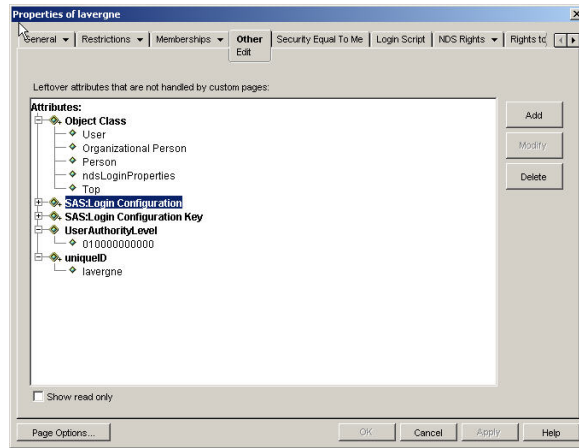 Properties of lavergne
General Restrictions Memberships Other Security Equal To Me Login Script NDS Rights Rights to
Edit
Leftover attributes that are not handled by custom pages:
Attributes:
Object Class
User
Organizational Person
Person
ndsLoginProperties
Top
SAS:Login Configuration
SAS:Login Configuration Key
UserAuthorityLevel
010000000000
uniqueID
lavergne
Add
Modify
Delete
Show read only
Page Options... OK Cancel Apply Help